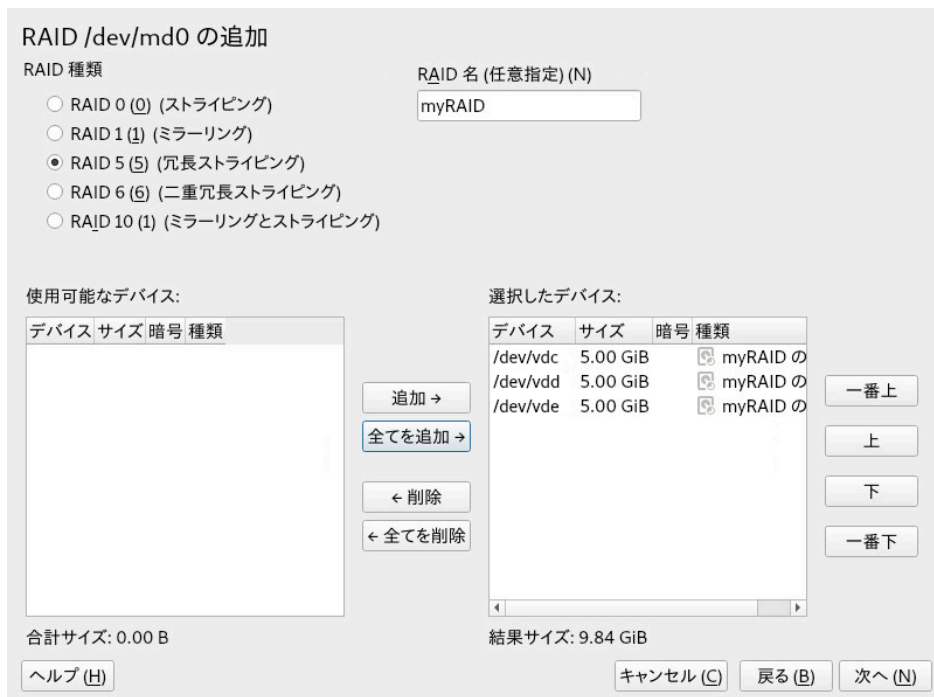 RAID /dev/md0 の追加
RAID 種類
RAID 0 (0) (ストライピング)
RAID 1 (1) (ミラーリング)
RAID 5 (5) (冗長ストライピング)
RAID 6 (6) (二重冗長ストライピング)
RAID 10 (1) (ミラーリングとストライピング)
RAID 名 (任意指定) (N)
myRAID
使用可能なデバイス:
デバイス サイズ 暗号 種類
合計サイズ: 0.00 B
追加 →
全てを追加 →
← 削除
← 全てを削除
選択したデバイス:
デバイス サイズ 暗号 種類
/dev/vdc 5.00 GiB myRAID の
/dev/vdd 5.00 GiB myRAID の
/dev/vde 5.00 GiB myRAID の
結果サイズ: 9.84 GiB
一番上
上
下
一番下
ヘルプ (H)
キャンセル (C)
戻る (B)
次へ (N)